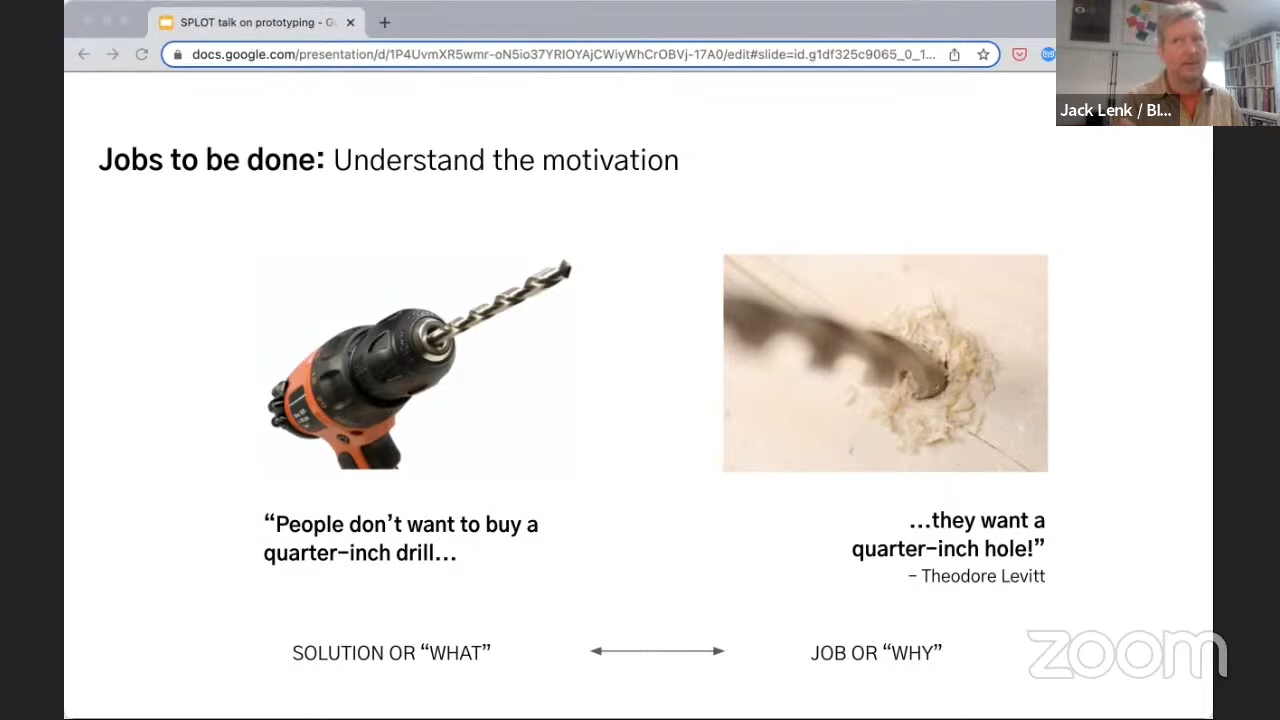 SPLOT talk on prototyping - G
docs.google.com/presentation/d/1P4UvmXR5wmr-oN5io37YRIOYAjCWiyWhCrOBVj-17A0/edit#slide=id.g1df325c9065_0_1...
Jack Lenk / Bl...
Jobs to be done: Understand the motivation
“People don’t want to buy a
quarter-inch drill...
...they want a
quarter-inch hole!”
– Theodore Levitt
SOLUTION OR “WHAT”
JOB OR “WHY”
zoom